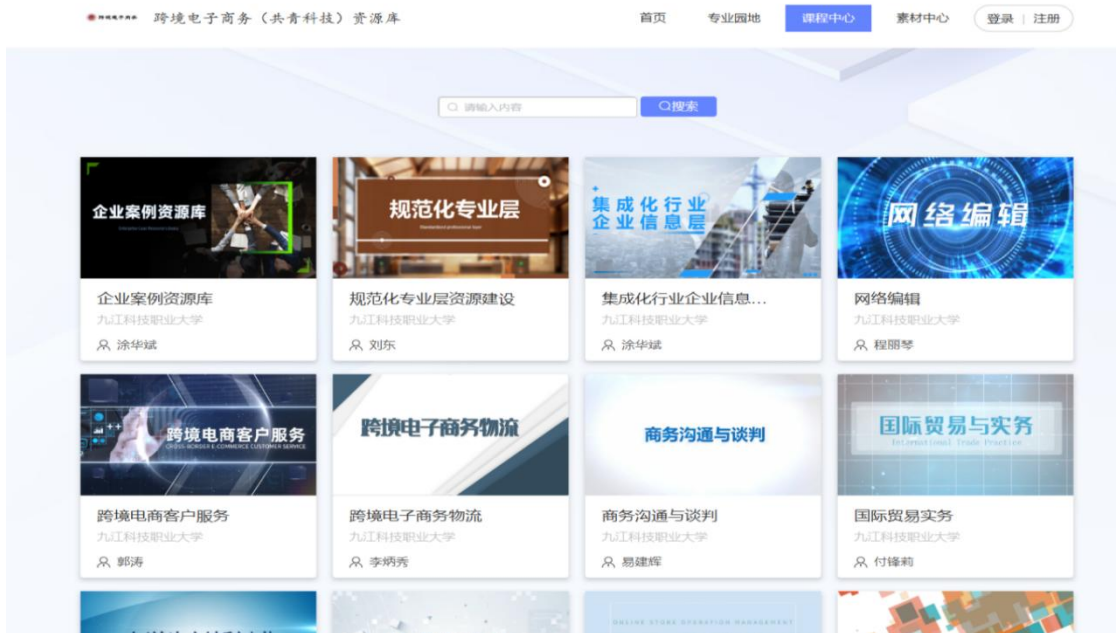 跨境电子商务（共青科技）资源库
首页 专业园地 课程中心 素材中心 登录 | 注册
请输入内容 搜索
企业案例资源库
规范化专业层
Standardized professional layer
集成化行业
企业信息层
网络编辑
企业案例资源库
九江科技职业大学
涂华斌
规范化专业层资源建设
九江科技职业大学
刘东
集成化行业企业信息...
九江科技职业大学
涂华斌
网络编辑
九江科技职业大学
程丽琴
跨境电商客户服务
CROSS-BORDER E-COMMERCE CUSTOMER SERVICE
跨境电子商务物流
商务沟通与谈判
国际贸易与实务
International Trade Practice
跨境电商客户服务
九江科技职业大学
郭涛
跨境电子商务物流
九江科技职业大学
李炳秀
商务沟通与谈判
九江科技职业大学
易建辉
国际贸易实务
九江科技职业大学
付锋莉
ONLINE STORE OPERATION MANAGEMENT